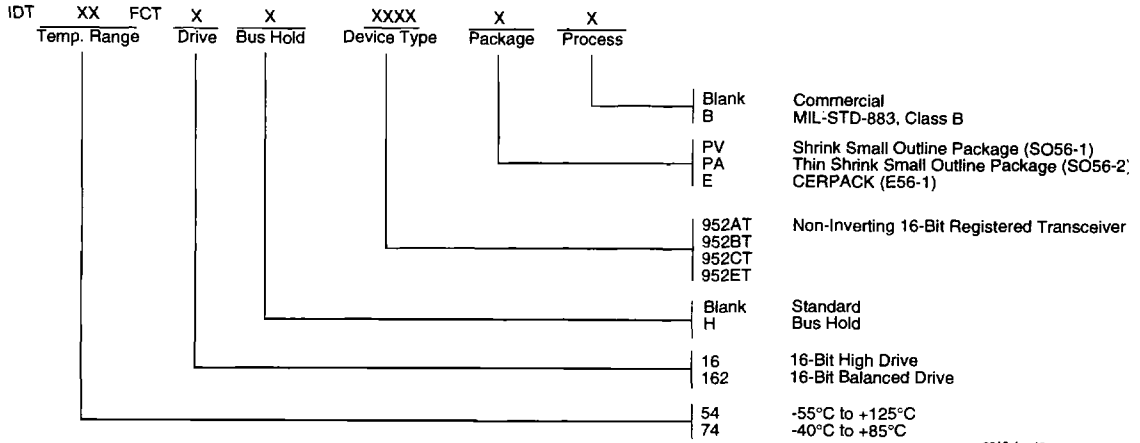 IDT XX FCT X X XXXX X X
Temp. Range Drive Bus Hold Device Type Package Process
Blank Commercial
B MIL-STD-883, Class B
PV Shrink Small Outline Package (SO56-1)
PA Thin Shrink Small Outline Package (SO56-2)
E CERPACK (E56-1)
952AT Non-Inverting 16-Bit Registered Transceiver
952BT
952CT
952ET
Blank Standard
H Bus Hold
16 16-Bit High Drive
162 16-Bit Balanced Drive
54 -55°C to +125°C
74 -40°C to +85°C